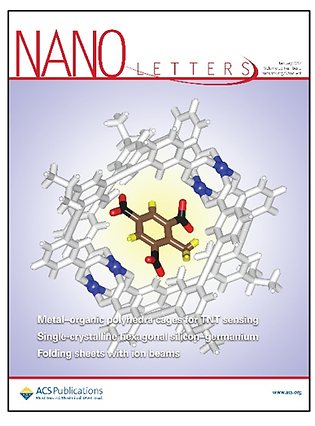 NANO LETTERS
Metal–organic polyhedra cages for TNT sensing
Single-crystalline hexagonal silicon–germanium
Folding sheets with ion beams
ACS Publications
www.acs.org